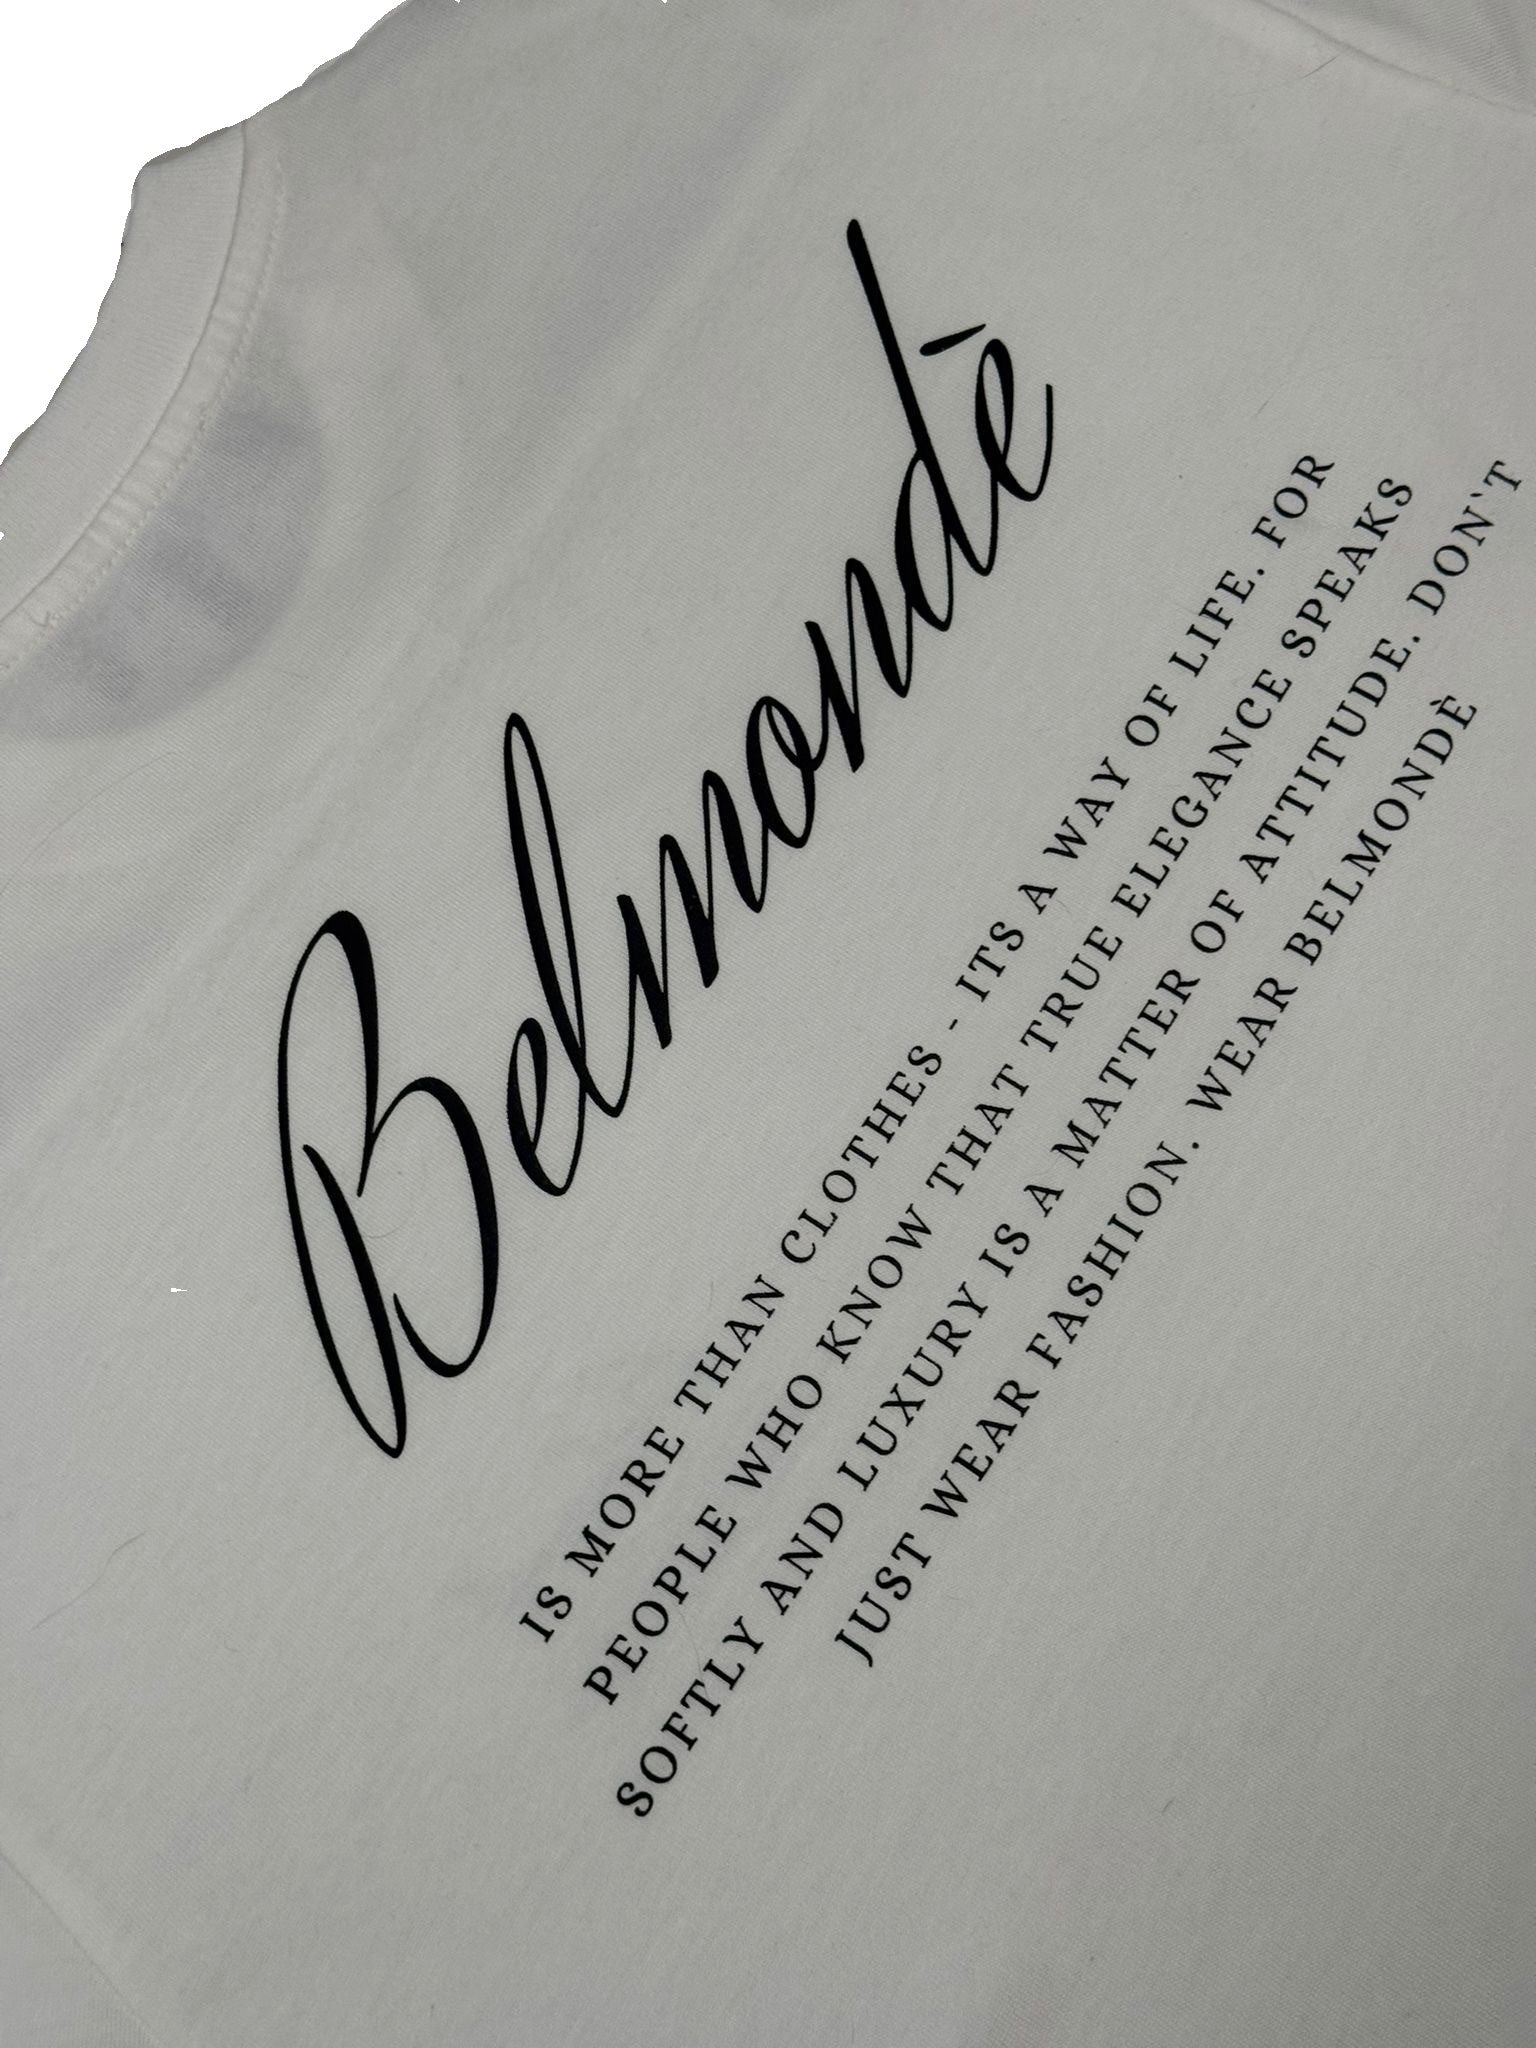 Belmondè
IS MORE THAN CLOTHES - ITS A WAY OF LIFE. FOR
PEOPLE WHO KNOW THAT TRUE ELEGANCE SPEAKS
SOFTLY AND LUXURY IS A MATTER OF ATTITUDE. DON`T
JUST WEAR FASHION. WEAR BELMONDÈ